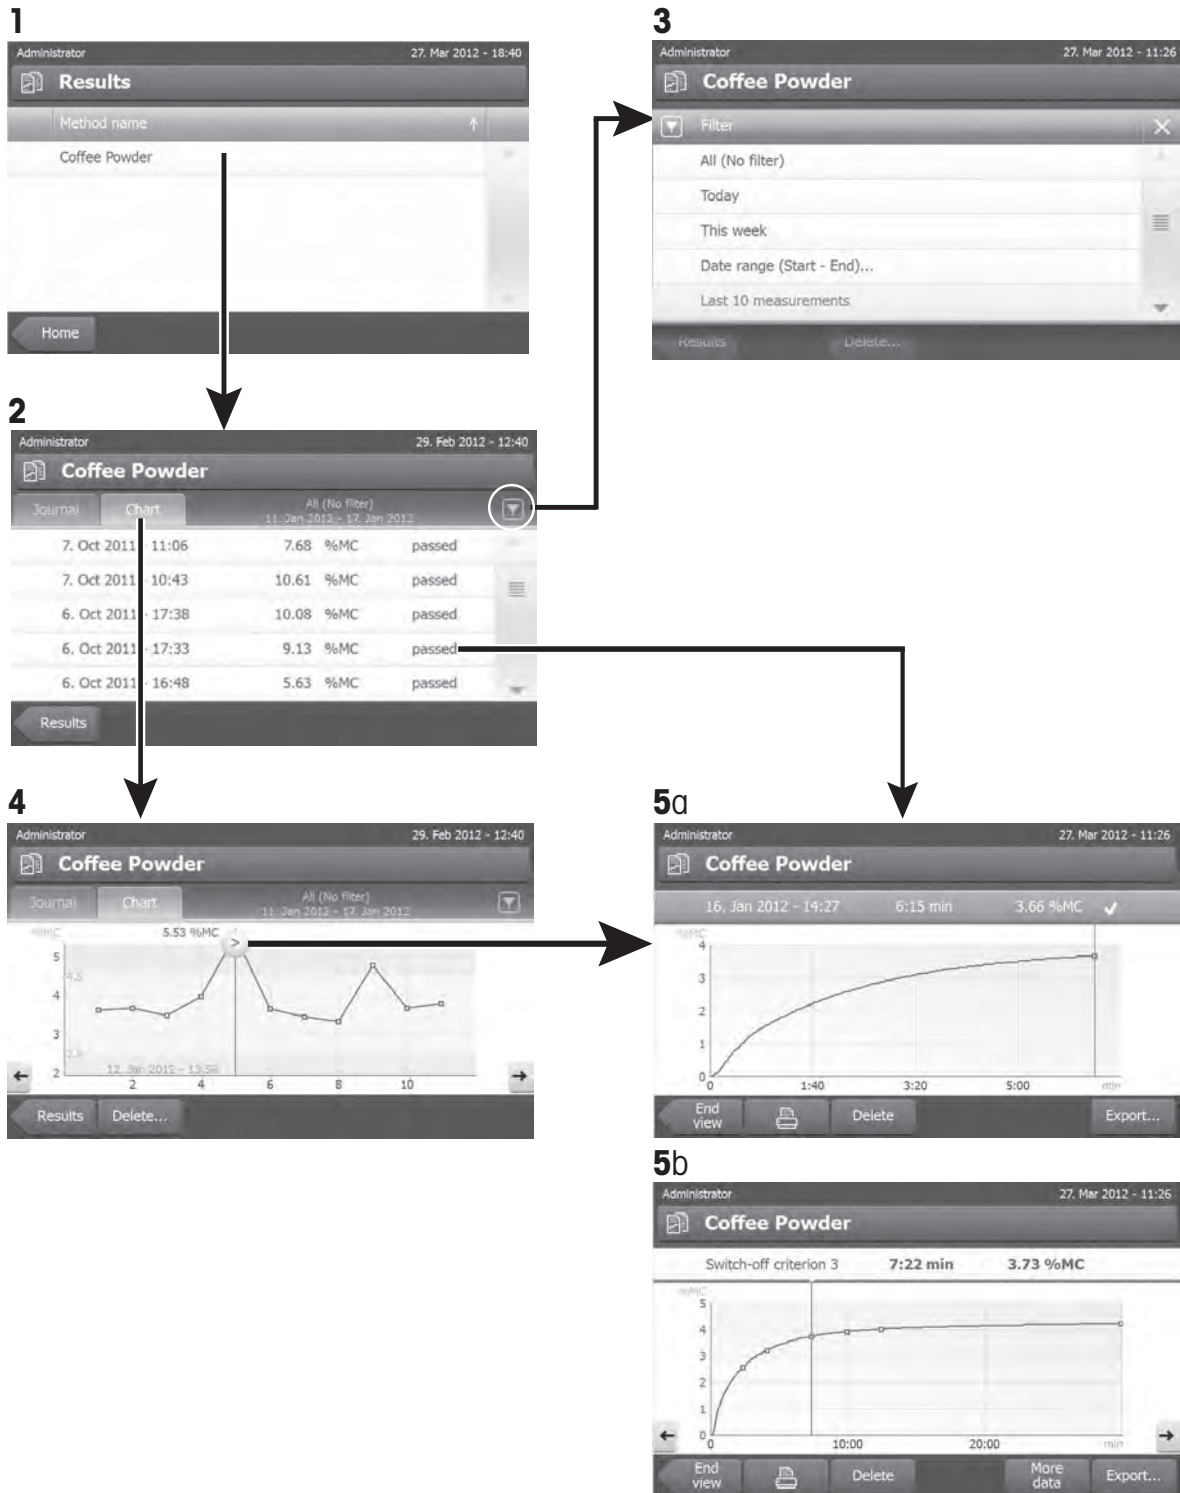 1
Administrator 27. Mar 2012 - 18:40
Results
Method name
Coffee Powder
Home
3
Administrator 27. Mar 2012 - 11:26
Coffee Powder
Filter
All (No filter)
Today
This week
Date range (Start - End)...
Last 10 measurements
Results Delete...
2
Administrator 29. Feb 2012 - 12:40
Coffee Powder
Journal Chart All (No filter)
11. Jan 2012 - 17. Jan 2012
7. Oct 2011 - 11:06 7.68 %MC passed
7. Oct 2011 - 10:43 10.61 %MC passed
6. Oct 2011 - 17:38 10.08 %MC passed
6. Oct 2011 - 17:33 9.13 %MC passed
6. Oct 2011 - 16:48 5.63 %MC passed
Results
4
Administrator 29. Feb 2012 - 12:40
Coffee Powder
Journal Chart All (No filter)
11. Jan 2012 - 17. Jan 2012
%MC 5.53 %MC >
5
4.5
4
3
2.5
2
12. Jan 2012 - 13:58
2 4 6 8 10
Results Delete...
5a
Administrator 27. Mar 2012 - 11:26
Coffee Powder
16. Jan 2012 - 14:27 6:15 min 3.66 %MC
%MC
4
3
2
1
0
0 1:40 3:20 5:00 min
End view Delete Export...
5b
Administrator 27. Mar 2012 - 11:26
Coffee Powder
Switch-off criterion 3 7:22 min 3.73 %MC
%MC
5
4
3
2
1
0
0 10:00 20:00 min
End view Delete More data Export...